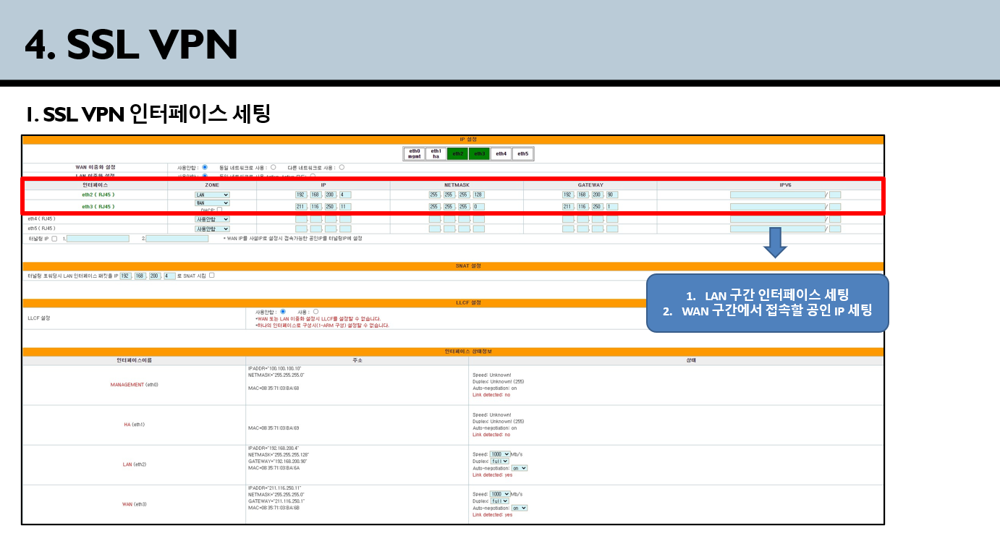 4. SSL VPN
1. SSL VPN 인터페이스 세팅
IP 설정
eth0 mgmt eth1 ha eth2 eth3 eth4 eth5
WAN 이중화 설정 사용안함 : 동일 네트워크로 사용 : 다른 네트워크로 사용 :
LAN 이중화 설정 사용안함 :
인터페이스 ZONE IP NETMASK GATEWAY IPV6
eth2 ( RJ45 ) LAN 192 . 168 . 200 . 4 255 . 255 . 255 . 128 192 . 168 . 200 . 90 /
eth3 ( RJ45 ) WAN DHCP: 211 . 116 . 250 . 11 255 . 255 . 255 . 0 211 . 116 . 250 . 1 /
eth4 ( RJ45 ) 사용안함 /
eth5 ( RJ45 ) 사용안함 /
터널링 IP 1. 2. * WAN IP를 사설IP로 설정시 접속가능한 공인IP를 터널링IP에 설정
SNAT 설정
터널링 포워딩시 LAN 인터페이스 패킷을 IP 192 . 168 . 200 . 4 로 SNAT 시킴
1. LAN 구간 인터페이스 세팅
2. WAN 구간에서 접속할 공인 IP 세팅
LLCF 설정
LLCF 설정 사용안함 : 사용 :
*WAN 또는 LAN 이중화 설정시 LLCF를 설정할 수 없습니다.
*하나의 인터페이스로 구성시(1-ARM 구성) 설정할 수 없습니다.
인터페이스 상태정보
인터페이스이름 주소 상태
MANAGEMENT (eth0)
IPADDR="100.100.100.10"
NETMASK="255.255.255.0"
MAC=08:35:71:03:BA:68
Speed: Unknown!
Duplex: Unknown! (255)
Auto-negotiation: on
Link detected: no
HA (eth1)
MAC=08:35:71:03:BA:69
Speed: Unknown!
Duplex: Unknown! (255)
Auto-negotiation: on
Link detected: no
LAN (eth2)
IPADDR="192.168.200.4"
NETMASK="255.255.255.128"
GATEWAY="192.168.200.90"
MAC=08:35:71:03:BA:6A
Speed: 1000 Mb/s
Duplex: full
Auto-negotiation: on
Link detected: yes
WAN (eth3)
IPADDR="211.116.250.11"
NETMASK="255.255.255.0"
GATEWAY="211.116.250.1"
MAC=08:35:71:03:BA:6B
Speed: 1000 Mb/s
Duplex: full
Auto-negotiation: on
Link detected: yes